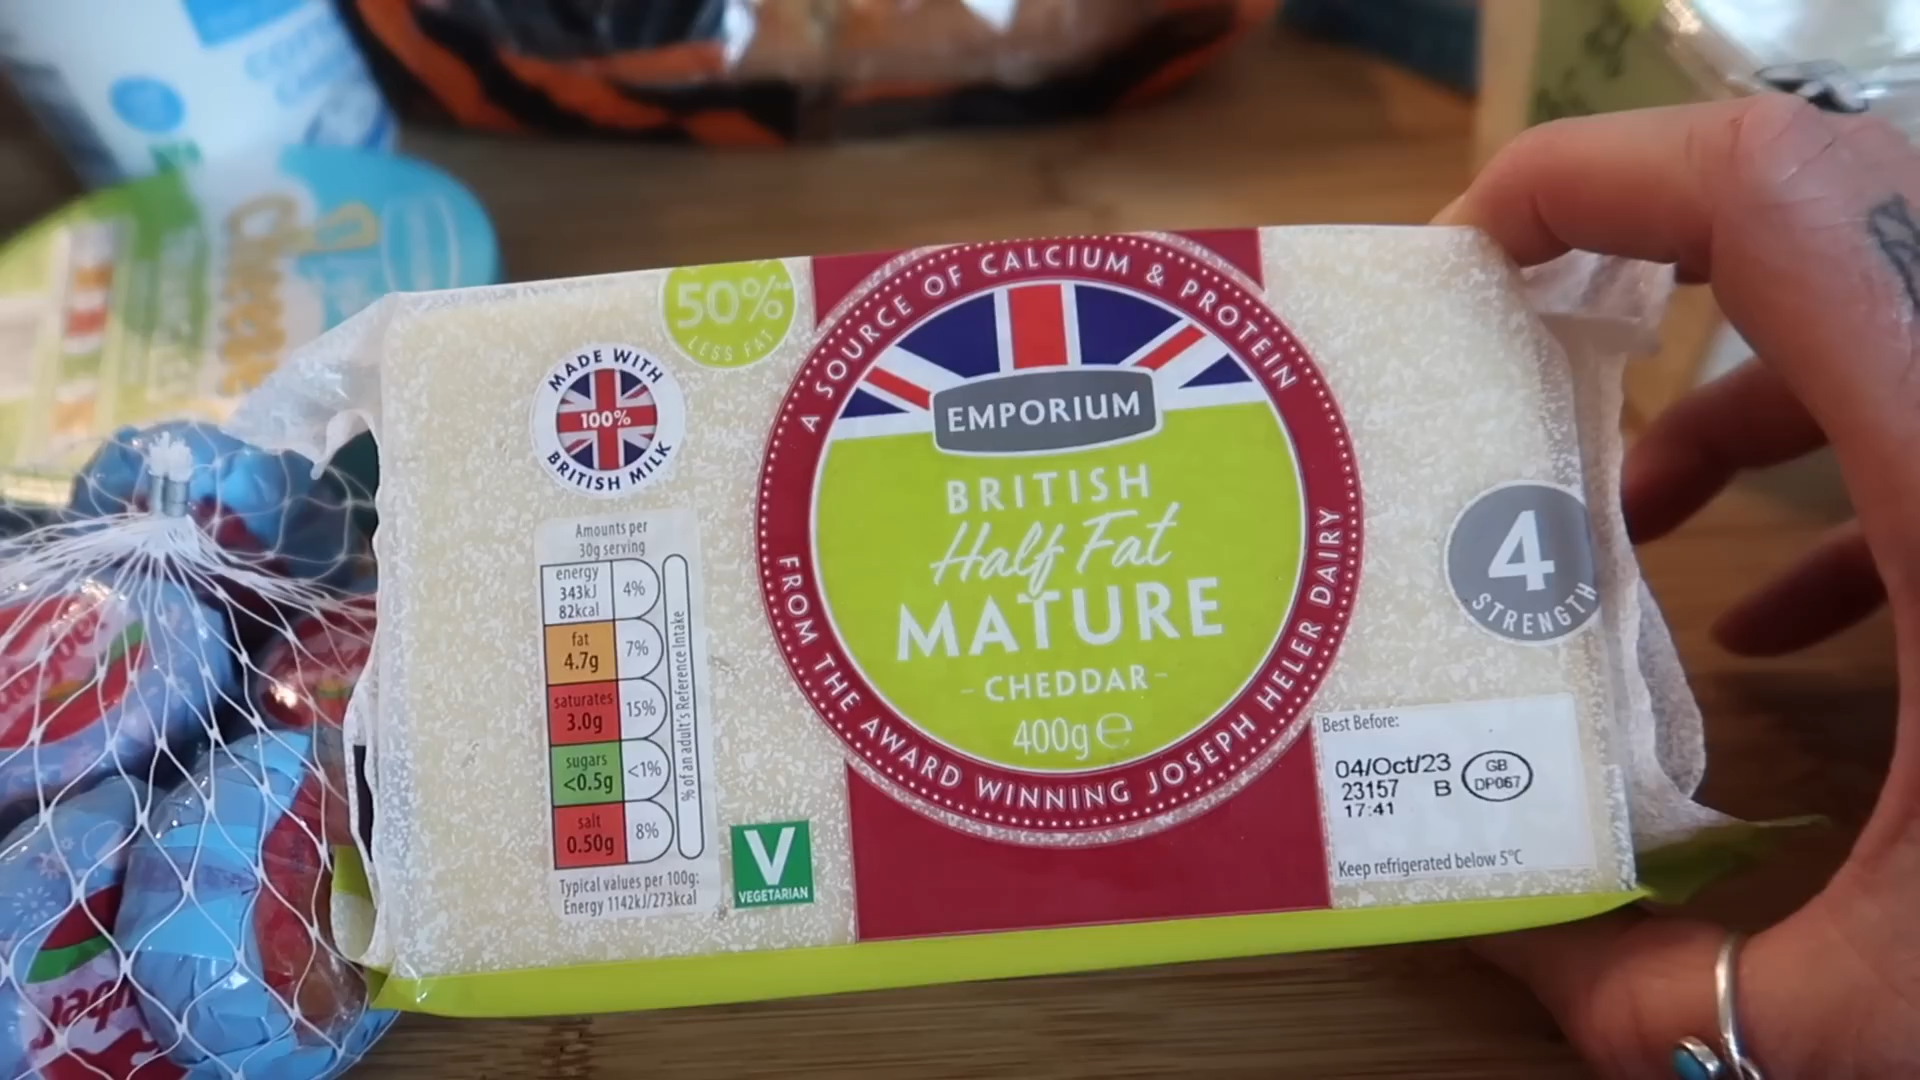 50%
LESS FAT
MADE WITH
100%
BRITISH MILK
A SOURCE OF CALCIUM & PROTEIN
EMPORIUM
BRITISH
Half Fat
MATURE
- CHEDDAR -
400g e
FROM THE AWARD WINNING JOSEPH HELER DAIRY
4
STRENGTH
Amounts per
30g serving
energy
343kJ
82kcal
4%
fat
4.7g
7%
saturates
3.0g
15%
sugars
<0.5g
<1%
salt
0.50g
8%
% of an adult's Reference Intake
Typical values per 100g:
Energy 1142kJ/273kcal
V
VEGETARIAN
Best Before:
04/Oct/23
23157 B
17:41
GB
DP067
Keep refrigerated below 5°C